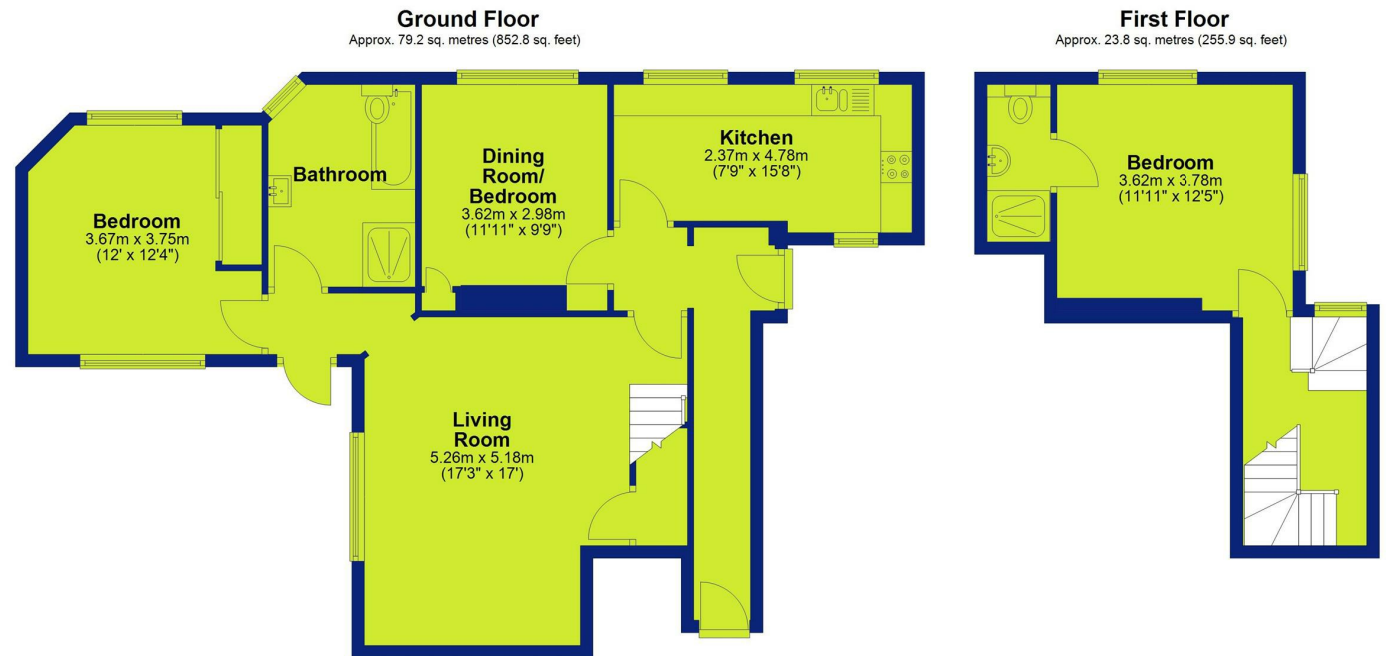 Ground Floor
Approx. 79.2 sq. metres (852.8 sq. feet)
First Floor
Approx. 23.8 sq. metres (255.9 sq. feet)
Bedroom
3.67m x 3.75m
(12' x 12'4")
Bathroom
Dining
Room/
Bedroom
3.62m x 2.98m
(11'11" x 9'9")
Kitchen
2.37m x 4.78m
(7'9" x 15'8")
Living
Room
5.26m x 5.18m
(17'3" x 17')
Bedroom
3.62m x 3.78m
(11'11" x 12'5")